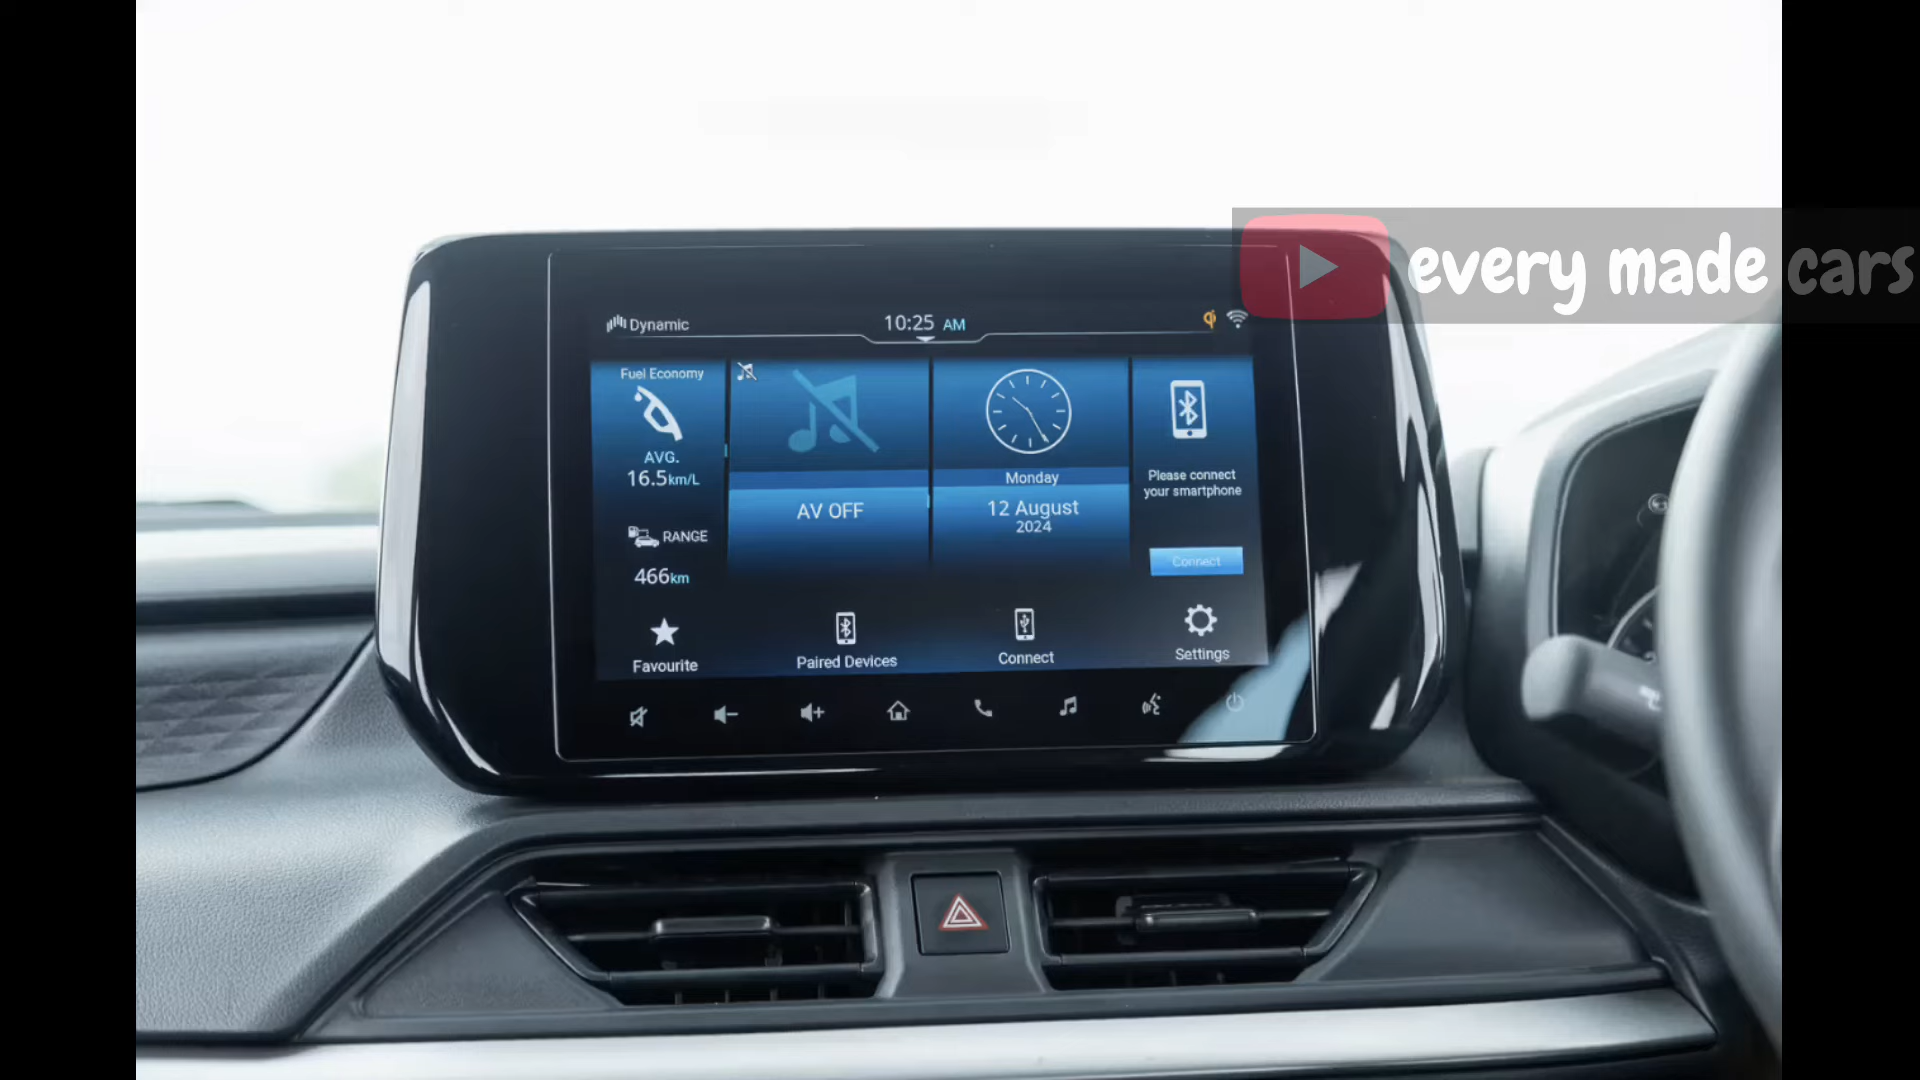 every made cars
Dynamic
10:25 AM
Fuel Economy
AVG.
16.5km/L
RANGE
466km
AV OFF
Monday
12 August
2024
Please connect
your smartphone
Connect
Favourite
Paired Devices
Connect
Settings